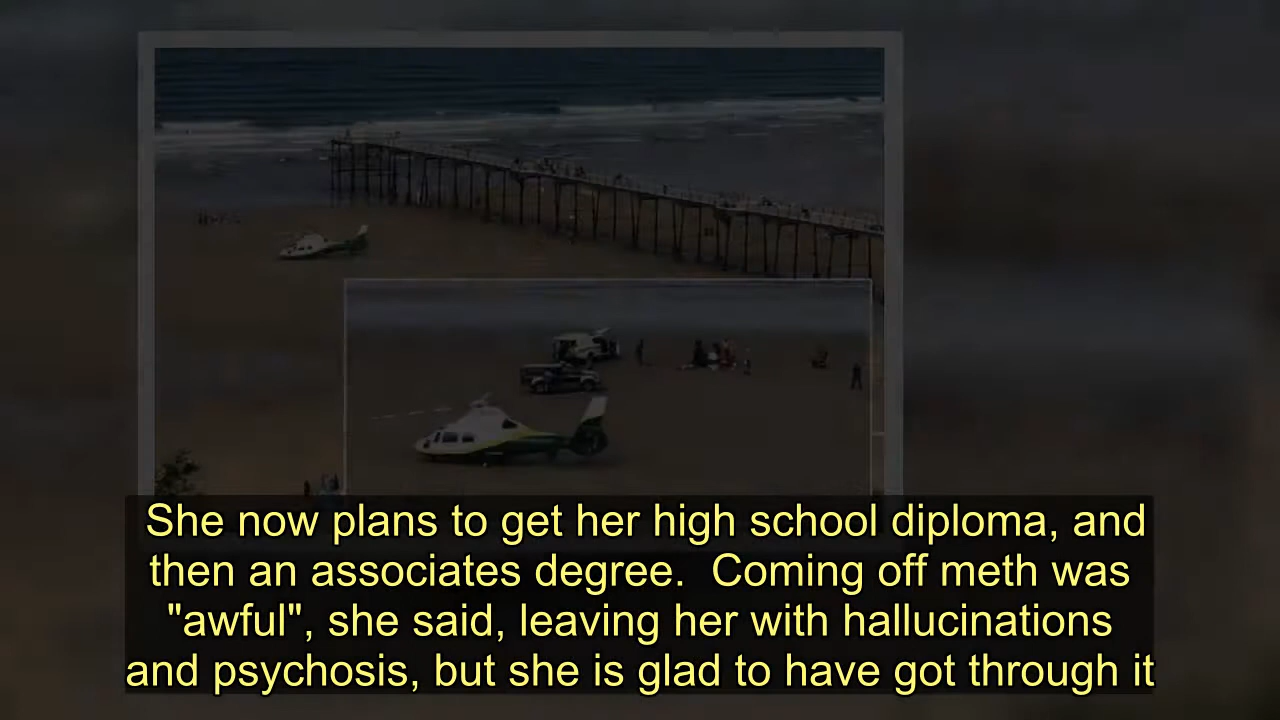 She now plans to get her high school diploma, and
then an associates degree.  Coming off meth was
"awful", she said, leaving her with hallucinations
and psychosis, but she is glad to have got through it